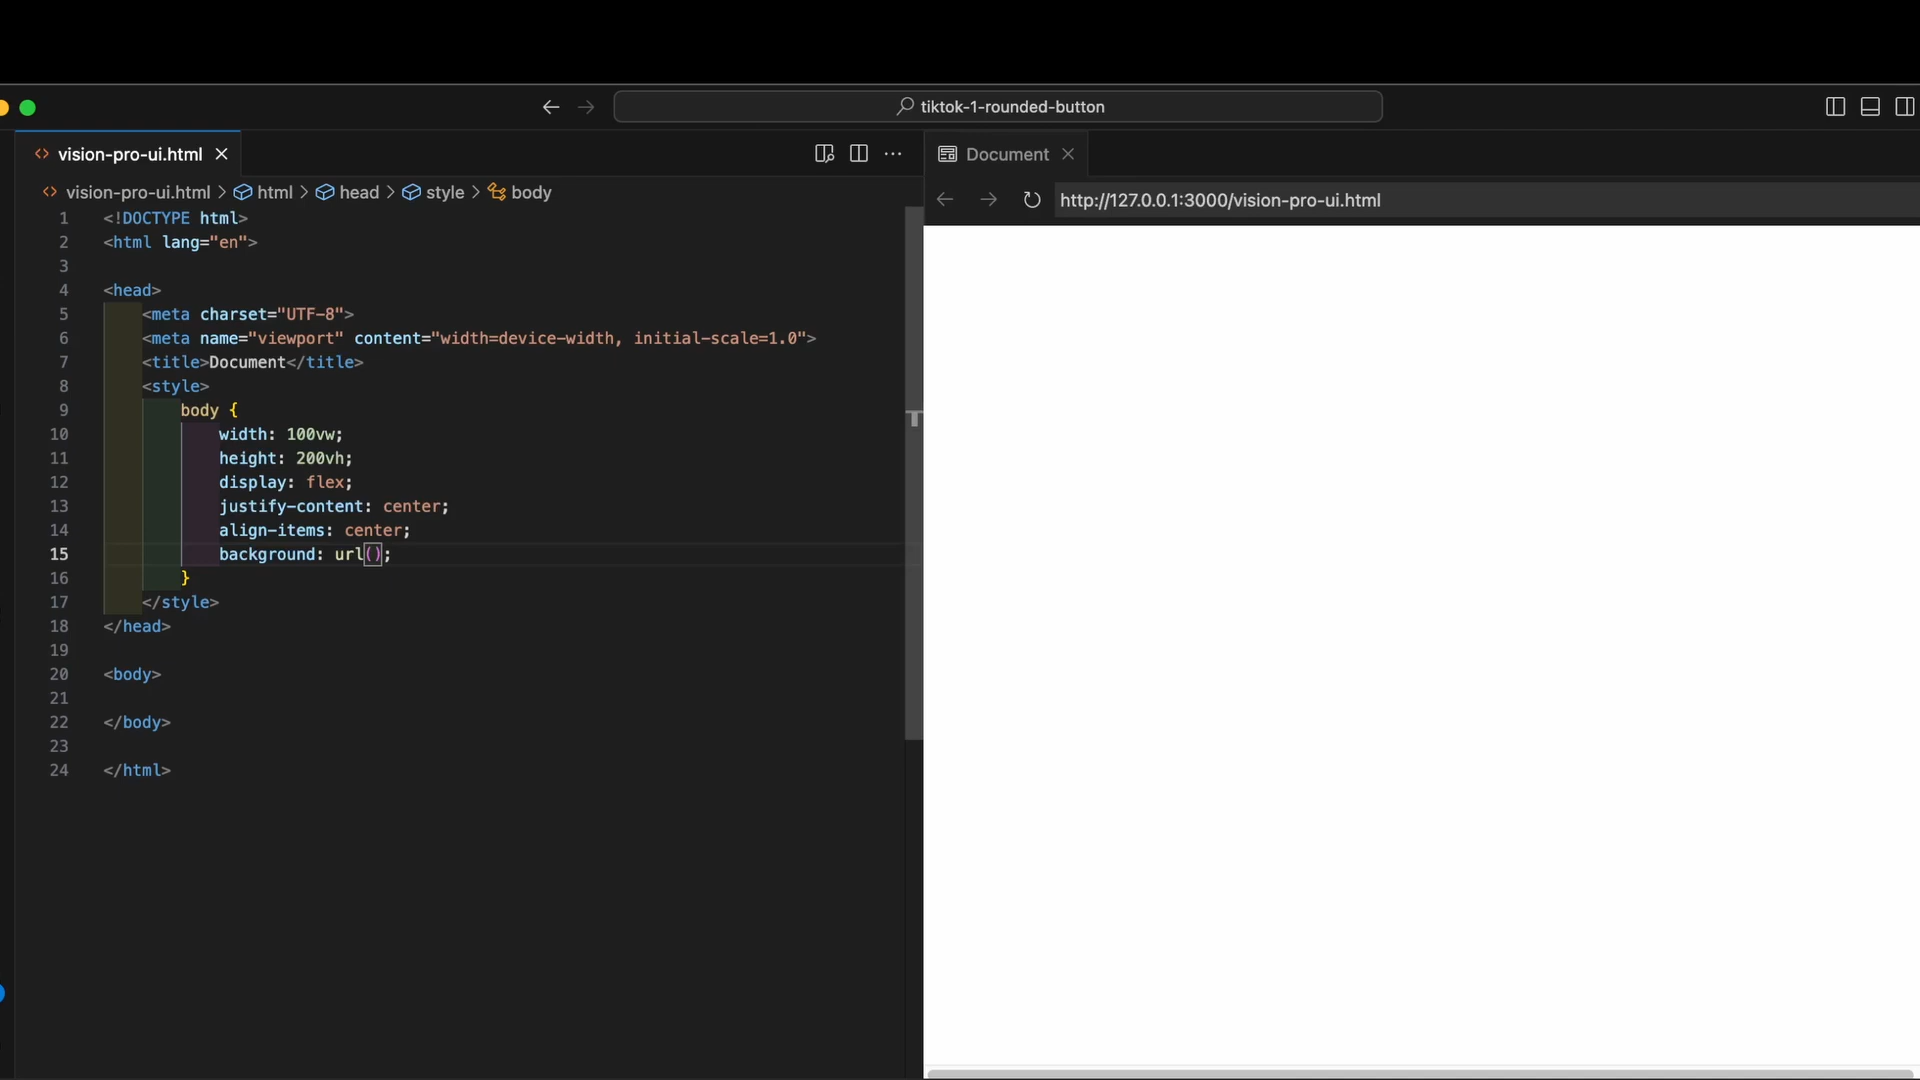 tiktok-1-rounded-button
vision-pro-ui.html
Document
vision-pro-ui.html > html > head > style > body
http://127.0.0.1:3000/vision-pro-ui.html
1 <!DOCTYPE html>
2 <html lang="en">
3
4 <head>
5 <meta charset="UTF-8">
6 <meta name="viewport" content="width=device-width, initial-scale=1.0">
7 <title>Document</title>
8 <style>
9 body {
10 width: 100vw;
11 height: 200vh;
12 display: flex;
13 justify-content: center;
14 align-items: center;
15 background: url();
16 }
17 </style>
18 </head>
19
20 <body>
21
22 </body>
23
24 </html>